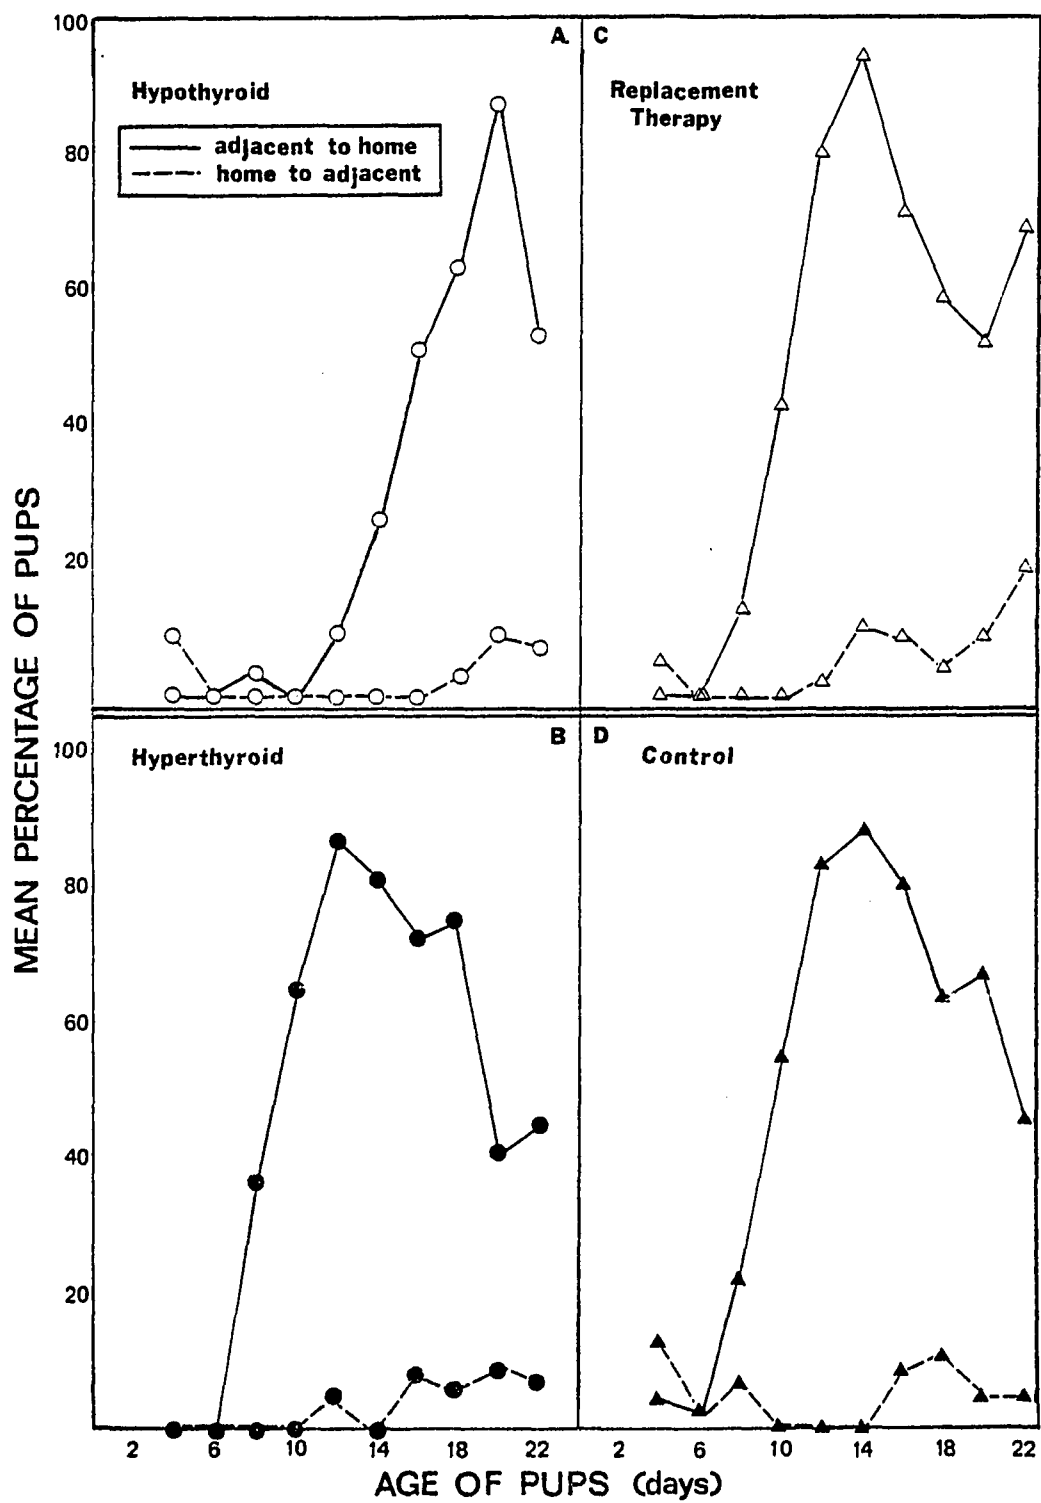 100
80
60
40
20
A
Hypothyroid
adjacent to home
home to adjacent
C
Replacement
Therapy
MEAN PERCENTAGE OF PUPS
100
80
60
40
20
B
Hyperthyroid
D
Control
2 6 10 14 18 22
2 6 10 14 18 22
AGE OF PUPS (days)